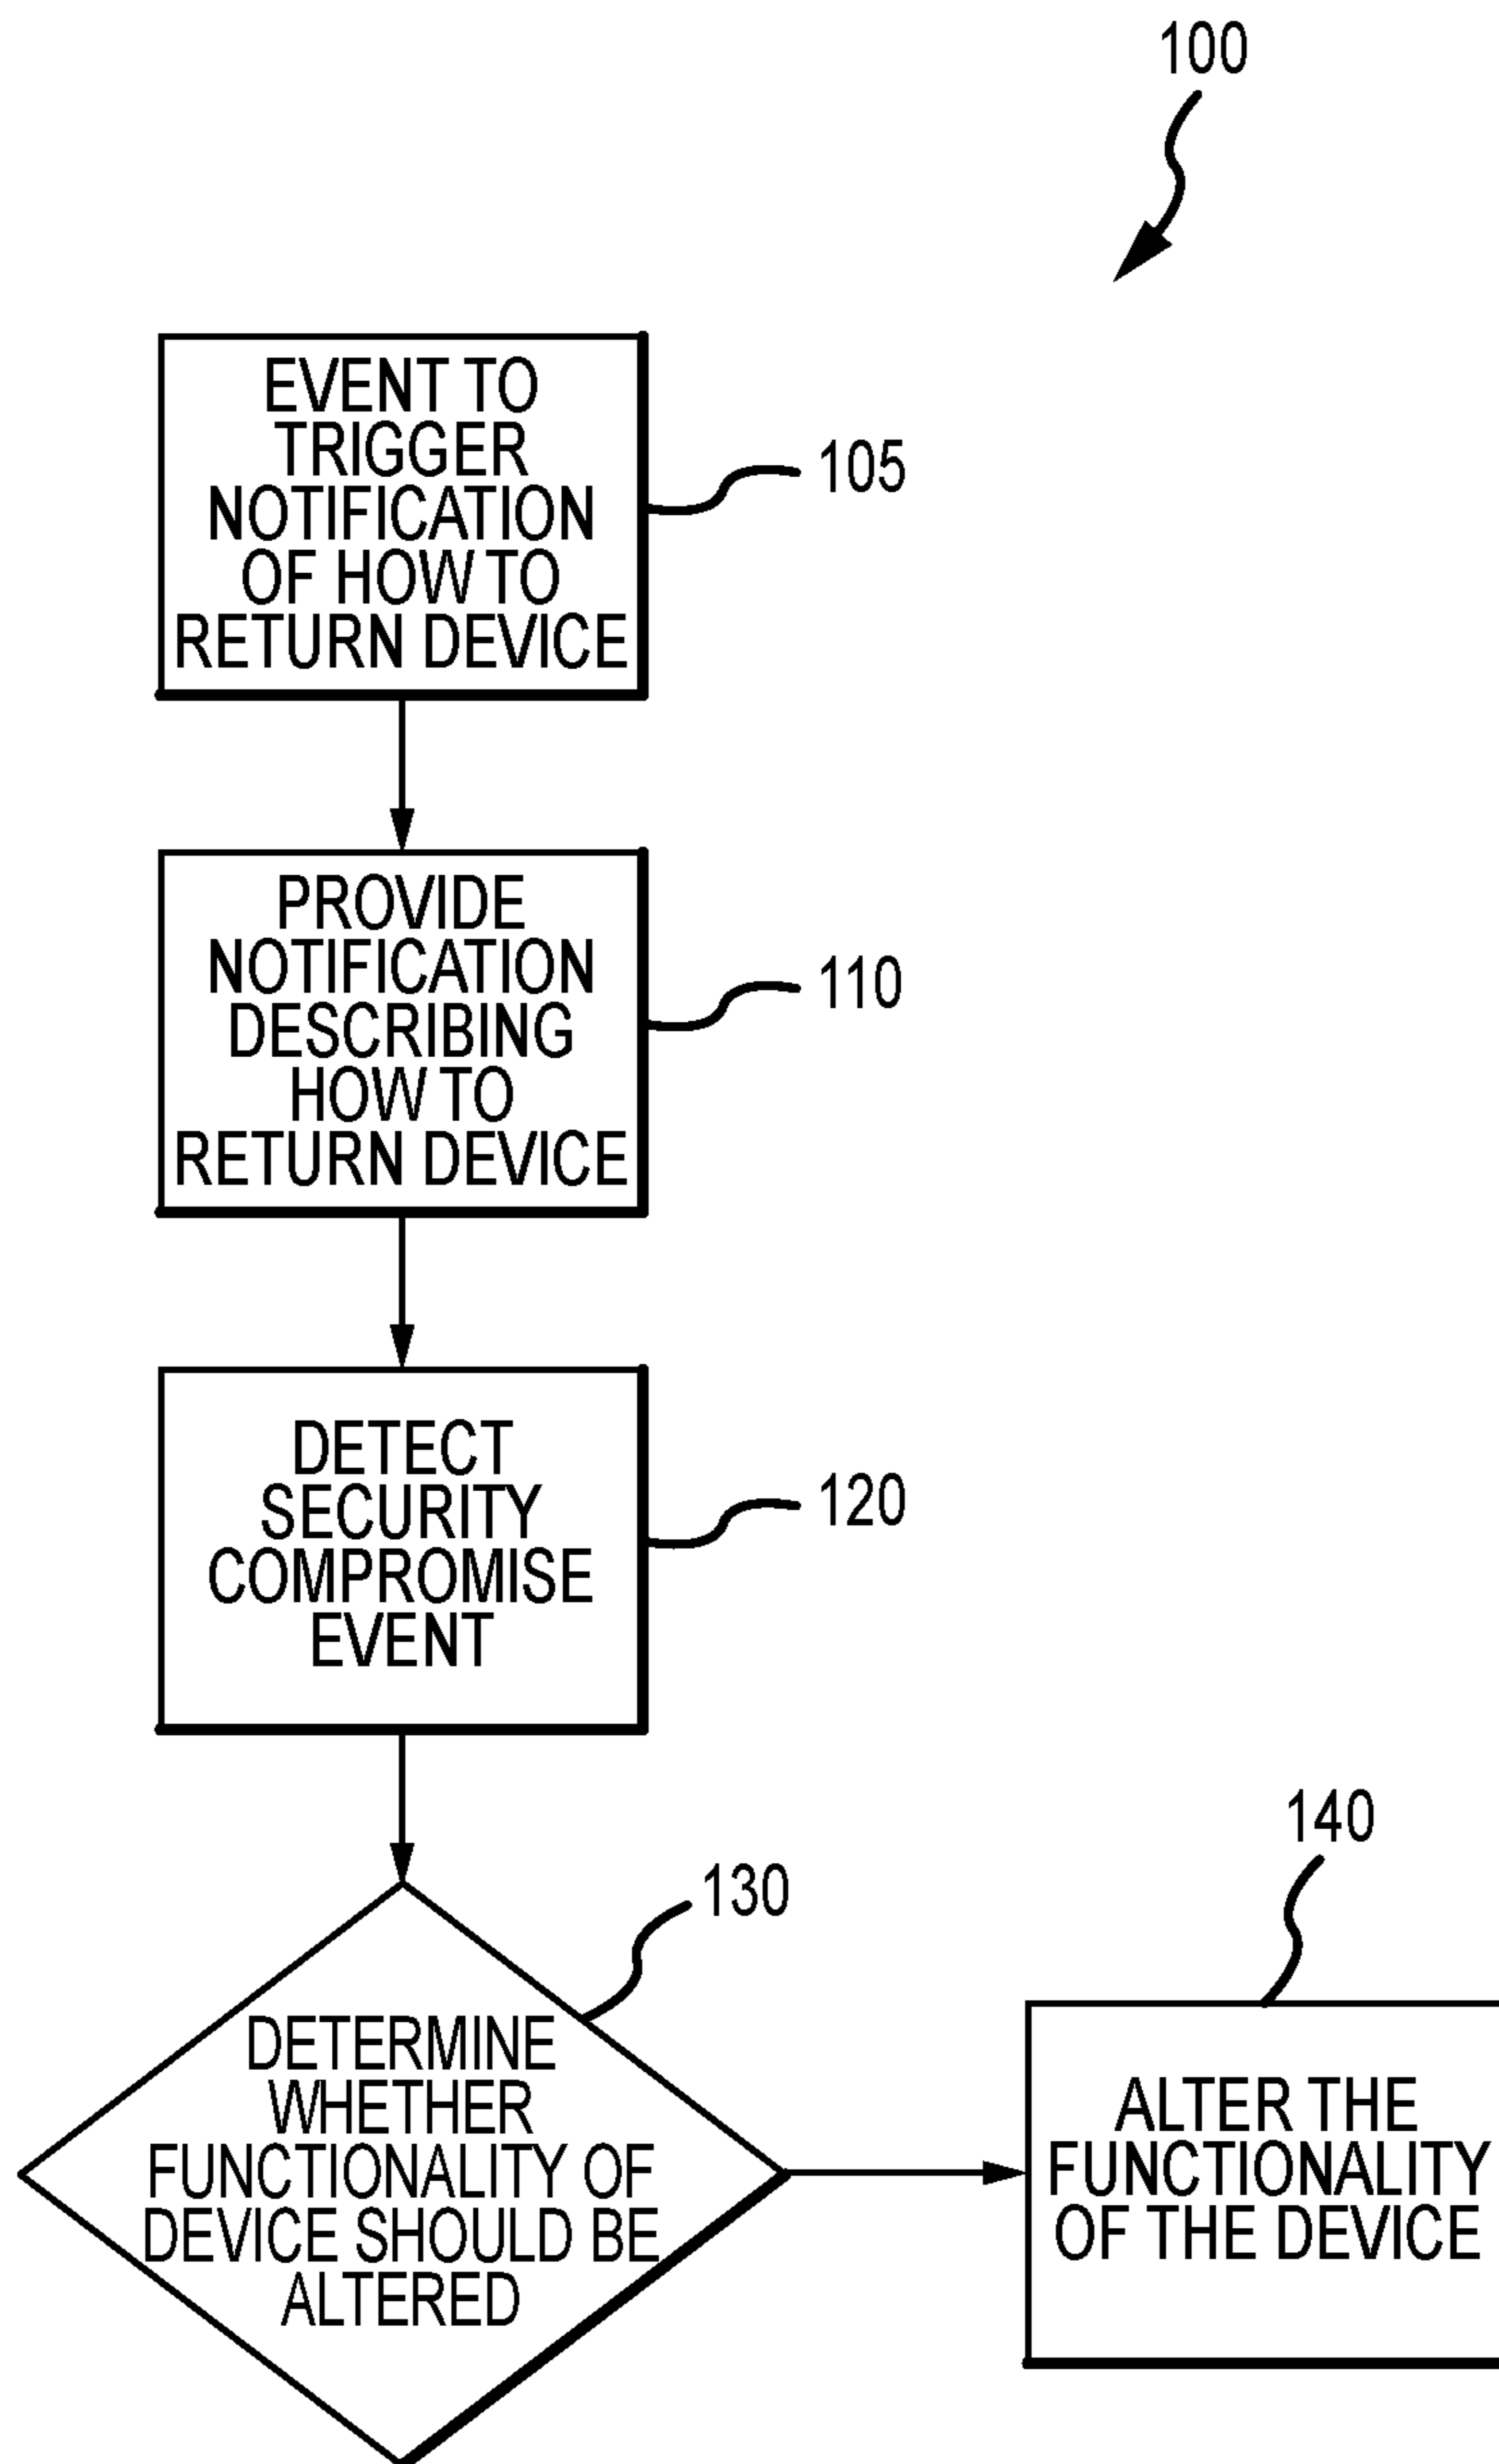 100
EVENT TO
TRIGGER
NOTIFICATION
OF HOW TO
RETURN DEVICE
105
PROVIDE
NOTIFICATION
DESCRIBING
HOW TO
RETURN DEVICE
110
DETECT
SECURITY
COMPROMISE
EVENT
120
130
DETERMINE
WHETHER
FUNCTIONALITY OF
DEVICE SHOULD BE
ALTERED
140
ALTER THE
FUNCTIONALITY
OF THE DEVICE